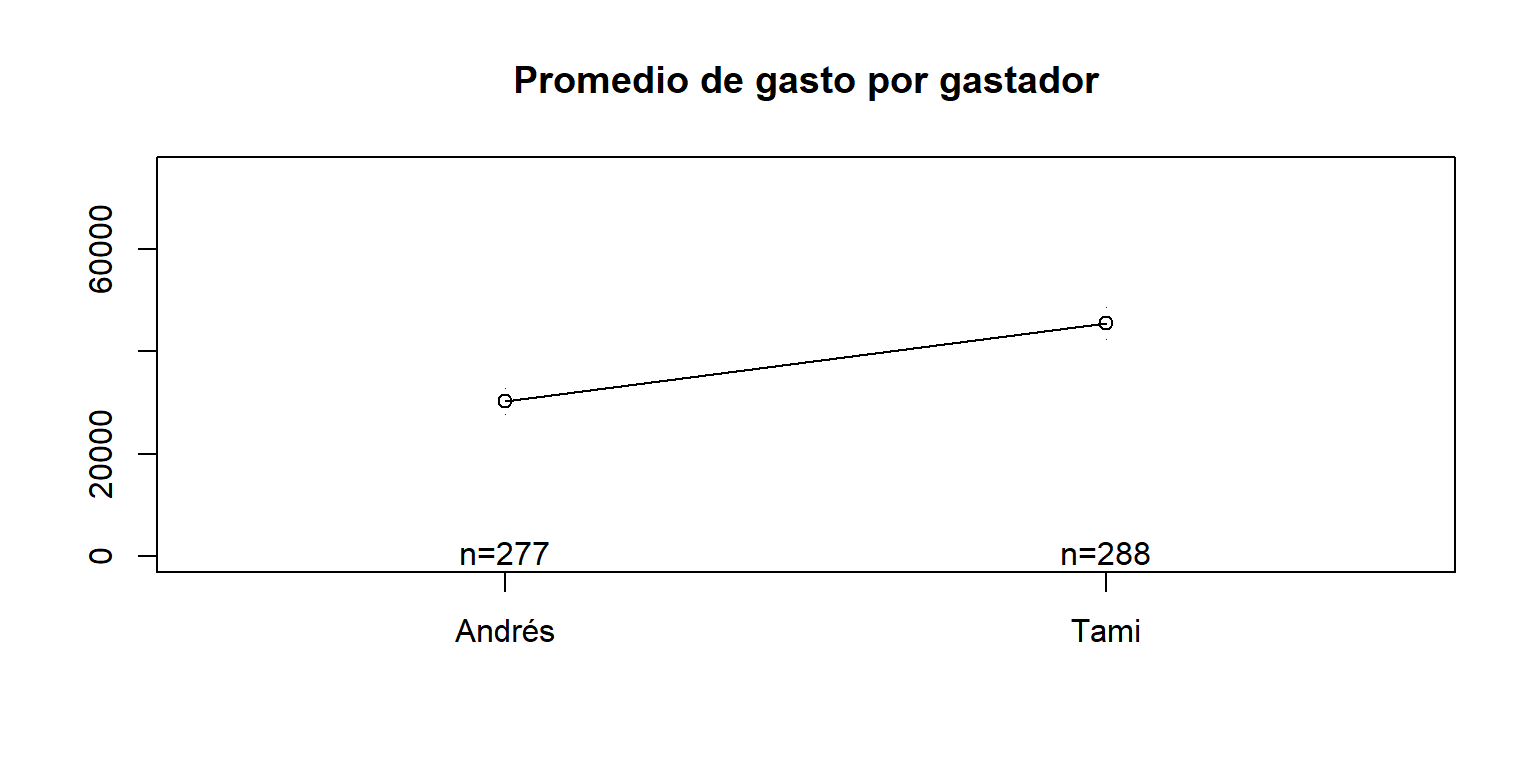 Promedio de gasto por gastador
60000
20000
0
n=277
n=288
Andrés
Tami